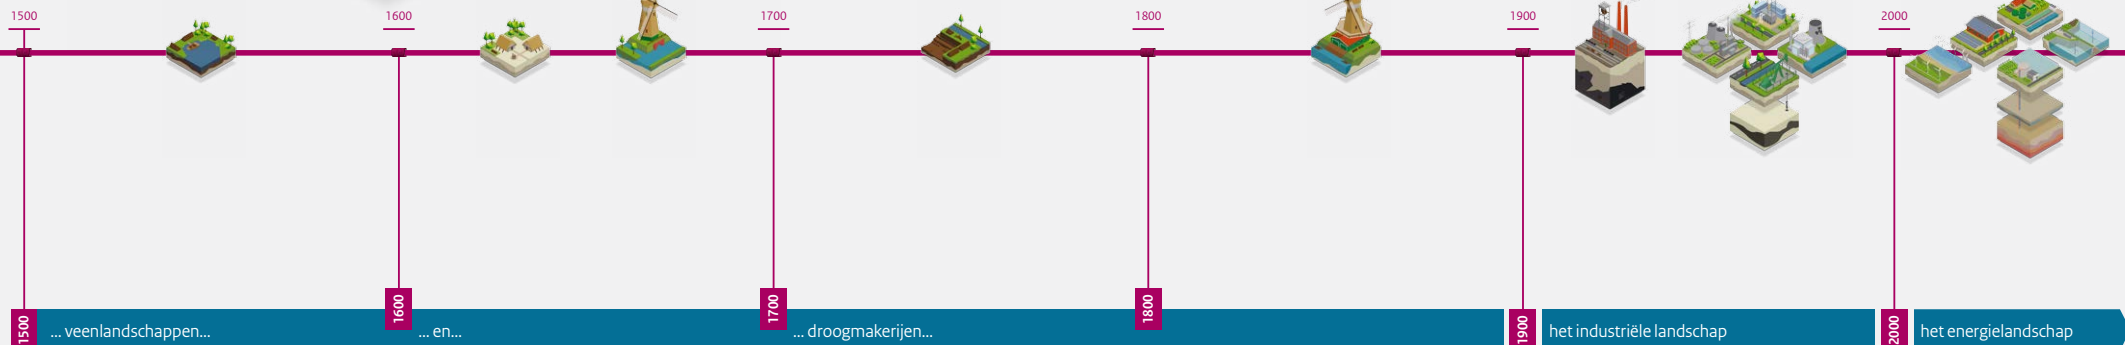 1500
1600
1700
1800
1900
2000
1500
... veenlandschappen...
1600
... en...
1700
... droogmakerijen...
1800
1900
het industriële landschap
2000
het energielandschap